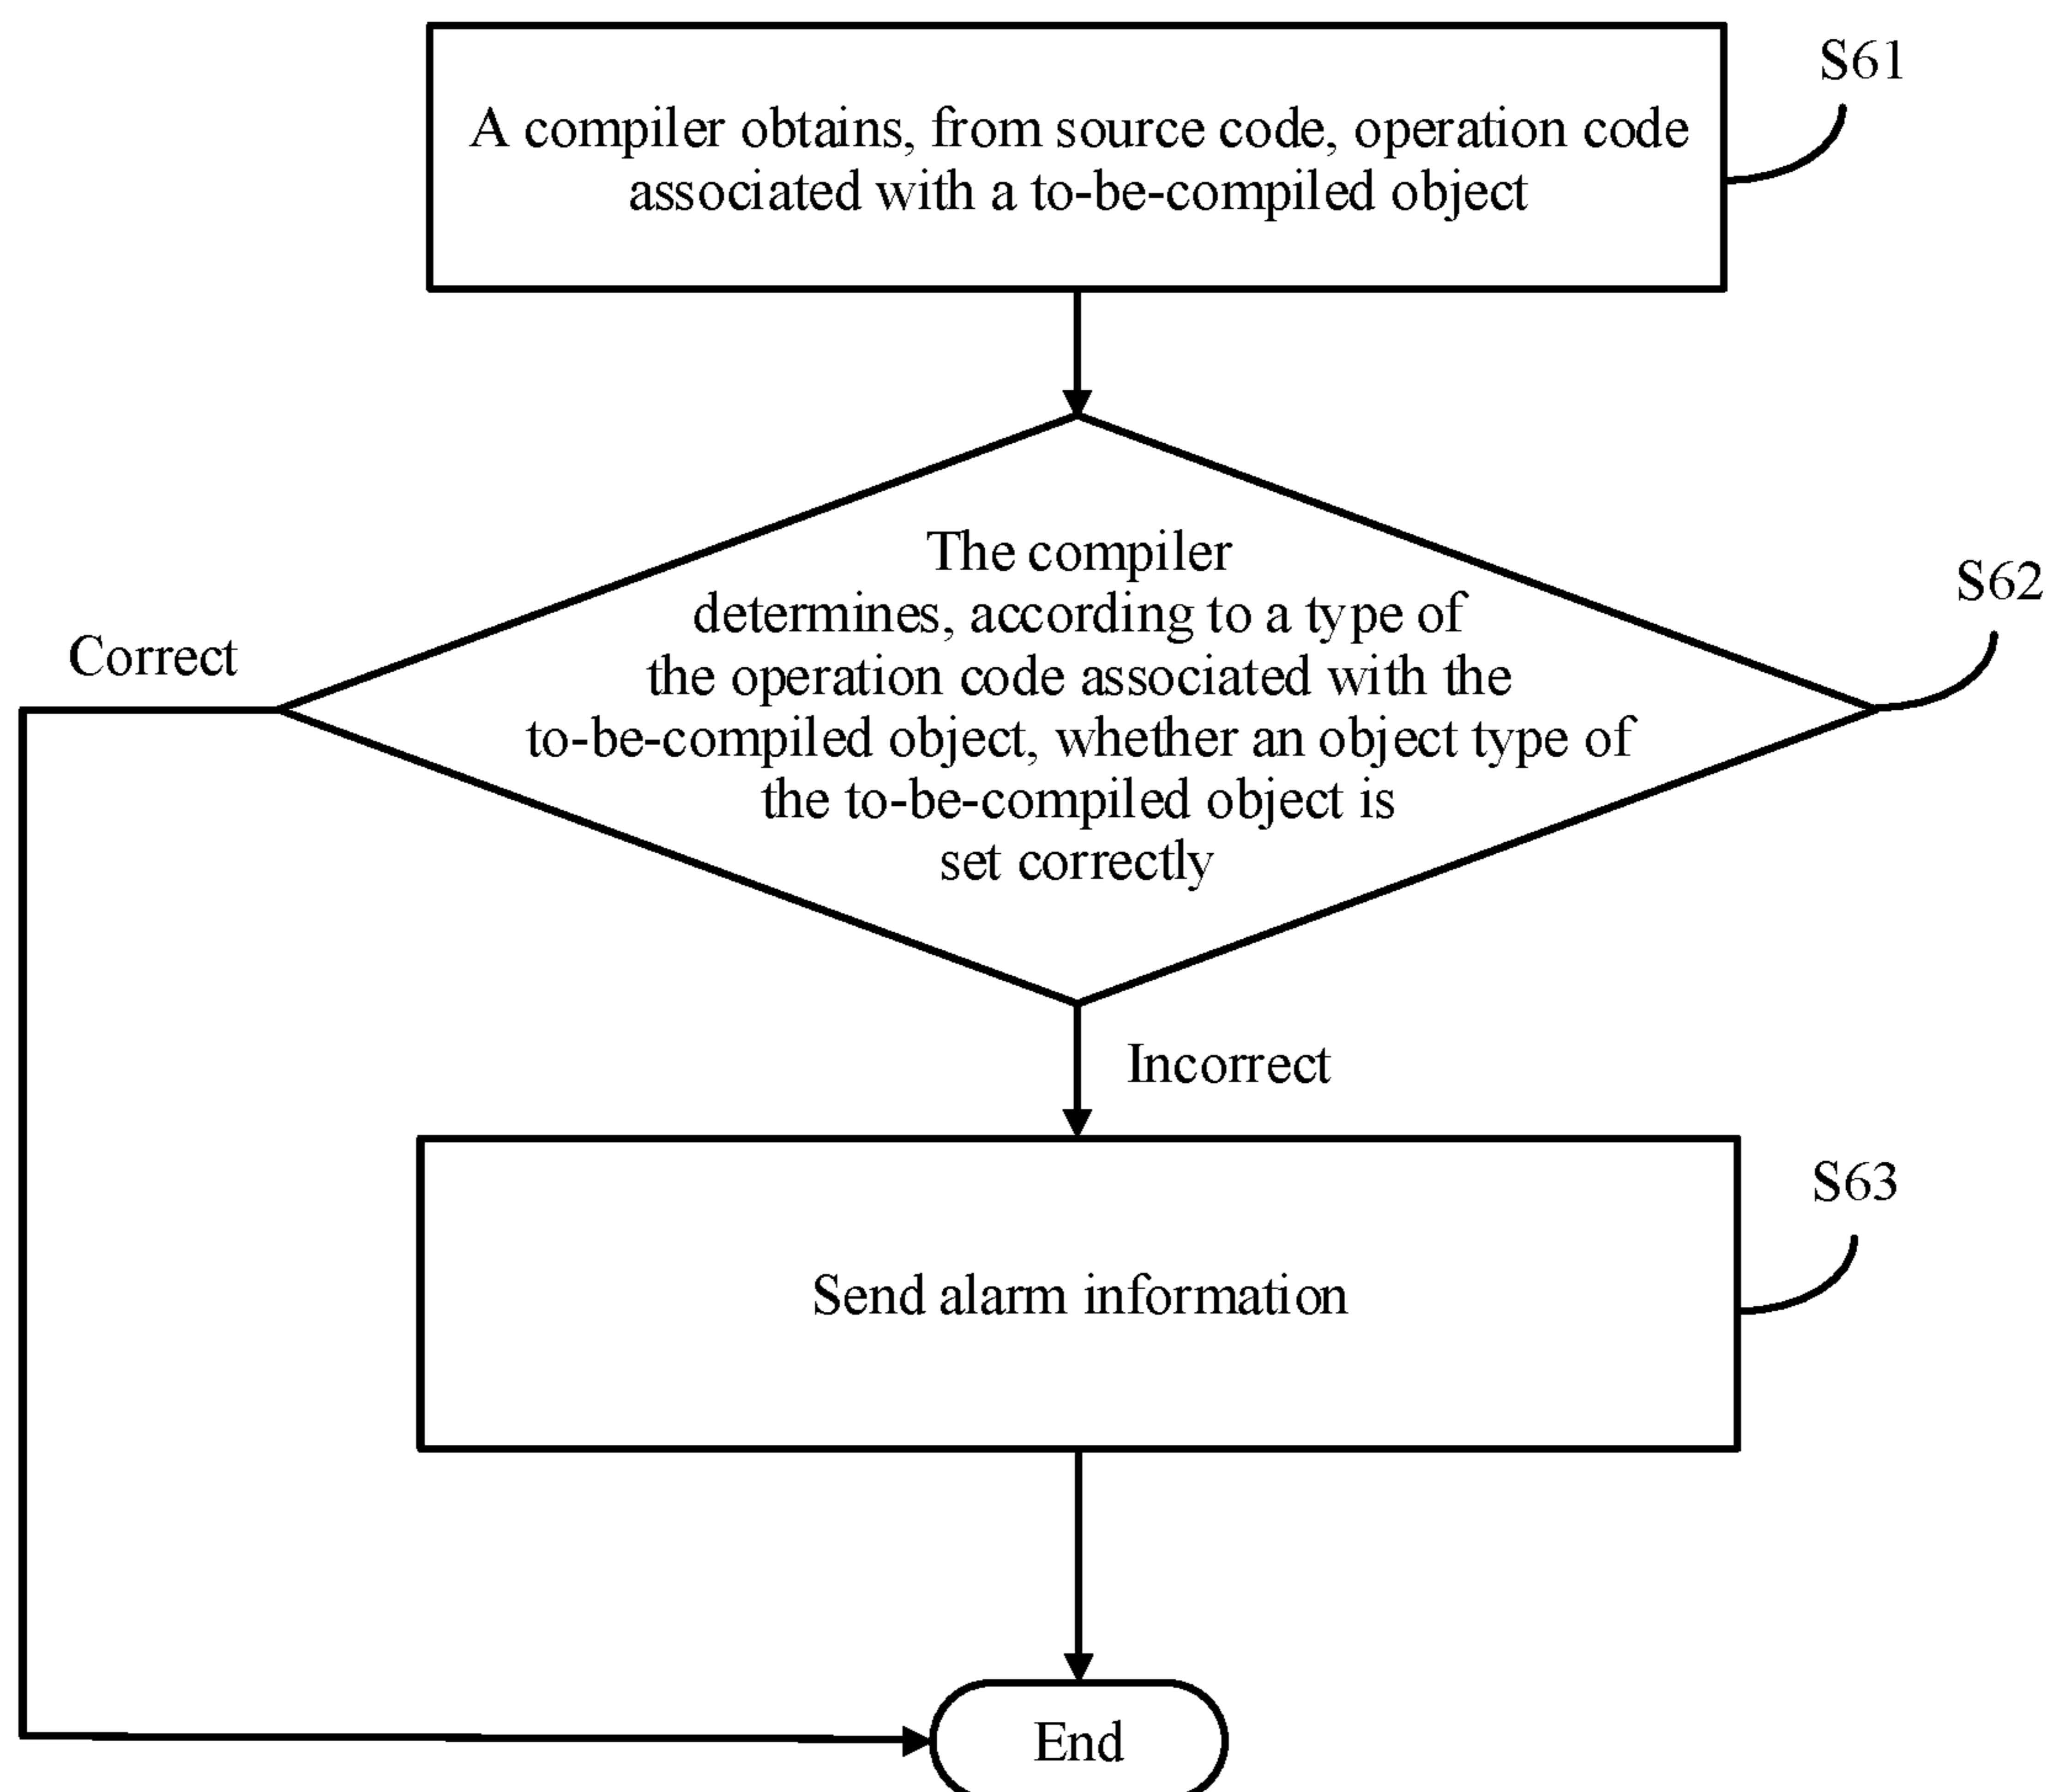 S61
A compiler obtains, from source code, operation code
associated with a to-be-compiled object
The compiler
determines, according to a type of
the operation code associated with the
to-be-compiled object, whether an object type of
the to-be-compiled object is
set correctly
S62
Correct
Incorrect
S63
Send alarm information
End